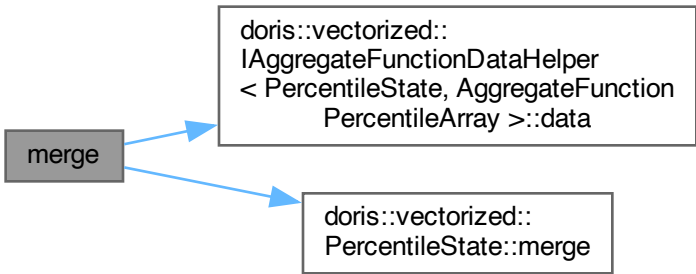 merge
doris::vectorized::
IAggregateFunctionDataHelper
< PercentileState, AggregateFunction
PercentileArray >::data
doris::vectorized::
PercentileState::merge